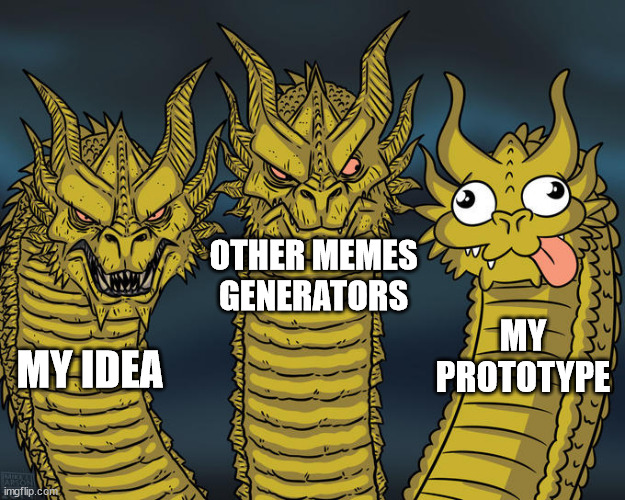 OTHER MEMES
GENERATORS
MY IDEA
MY
PROTOTYPE
imgflip.com